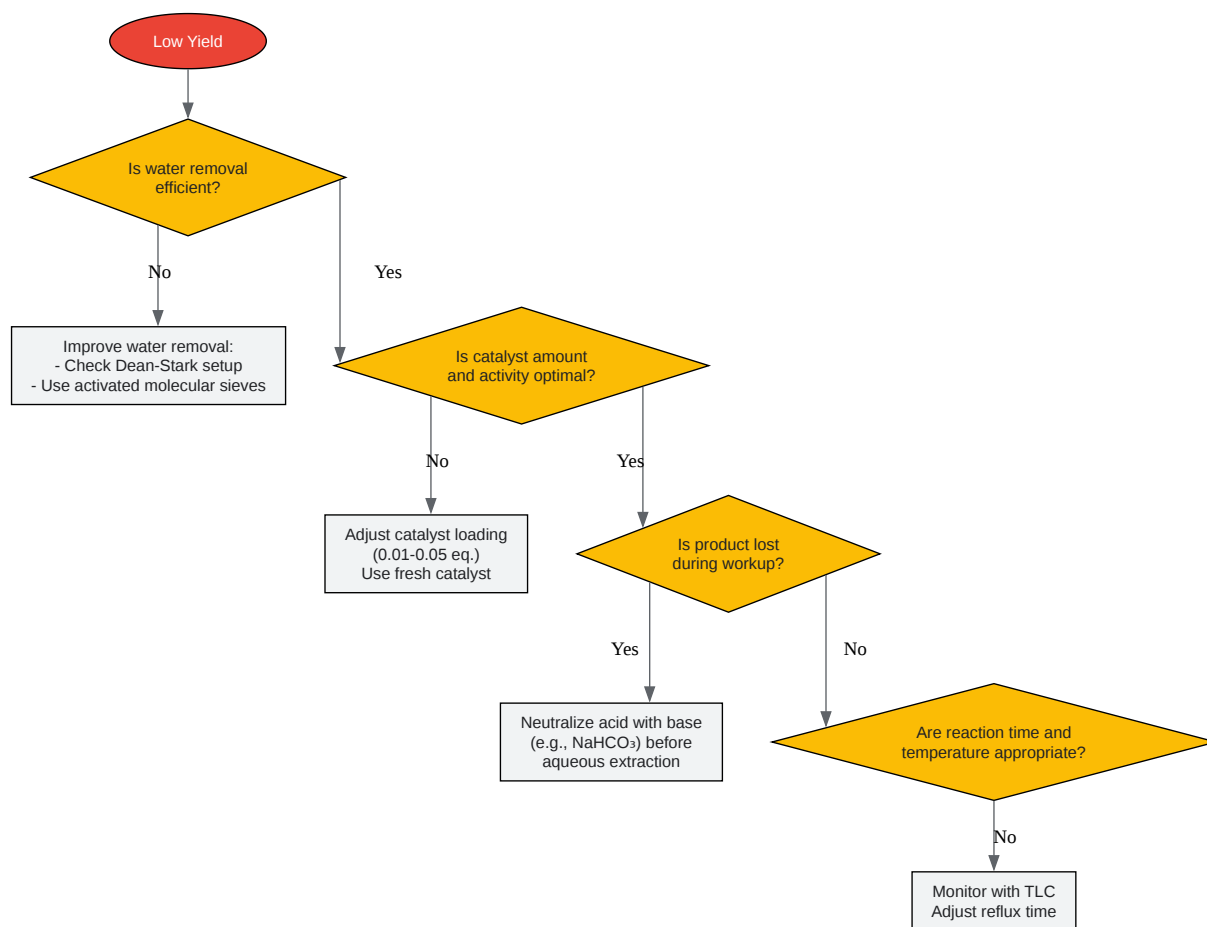 Low Yield
Is water removal
efficient?
No
Yes
Improve water removal:
- Check Dean-Stark setup
- Use activated molecular sieves
Is catalyst amount
and activity optimal?
No
Yes
Adjust catalyst loading
(0.01-0.05 eq.)
Use fresh catalyst
Is product lost
during workup?
Yes
No
Neutralize acid with base
(e.g., NaHCO₃) before
aqueous extraction
Are reaction time and
temperature appropriate?
No
Monitor with TLC
Adjust reflux time